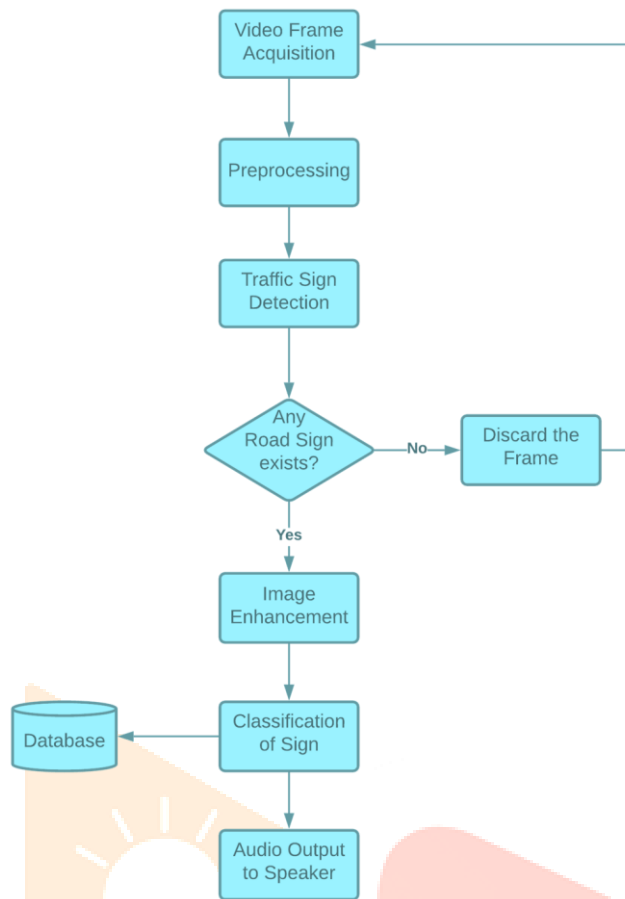 Video Frame
Acquisition
Preprocessing
Traffic Sign
Detection
Any
Road Sign
exists?
No
Discard the
Frame
Yes
Image
Enhancement
Classification
of Sign
Database
Audio Output
to Speaker